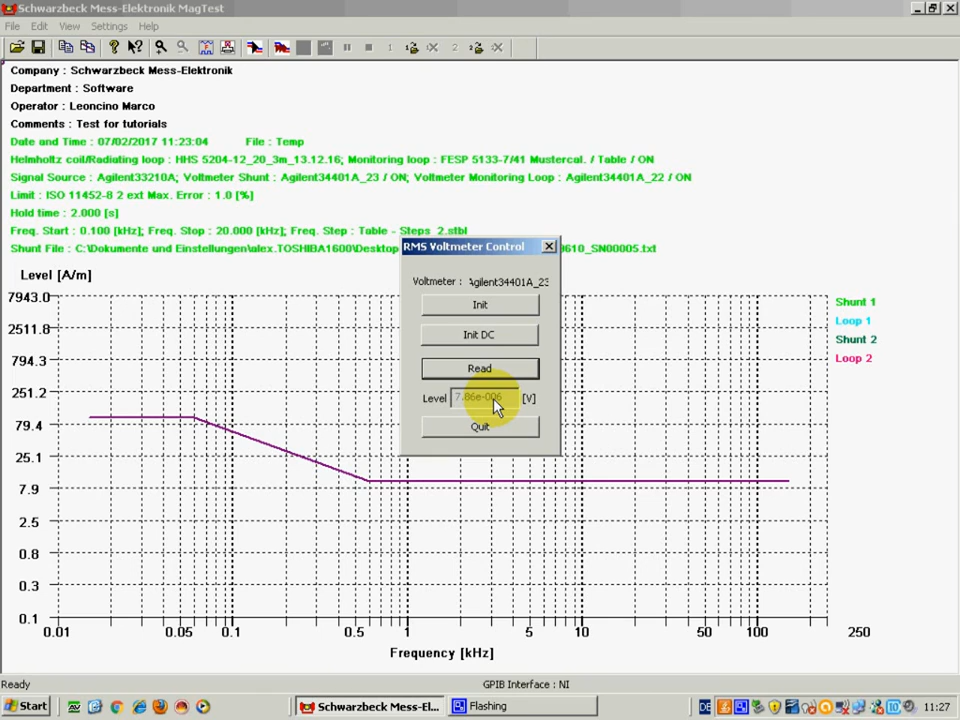 Schwarzbeck Mess-Elektronik MagTest
File Edit View Settings Help
1 2
Company : Schwarzbeck Mess-Elektronik
Department : Software
Operator : Leoncino Marco
Comments : Test for tutorials
Date and Time : 07/02/2017 11:23:04 File : Temp
Helmholtz coil/Radiating loop : HHS 5204-12_20_3m_13.12.16; Monitoring loop : FESP 5133-7/41 Mustercal. / Table / ON
Signal Source : Agilent33210A; Voltmeter Shunt : Agilent34401A_23 / ON; Voltmeter Monitoring Loop : Agilent34401A_22 / ON
Limit : ISO 11452-8 2 ext Max. Error : 1.0 [%]
Hold time : 2.000 [s]
Freq. Start : 0.100 [kHz]; Freq. Stop : 20.000 [kHz]; Freq. Step : Table - Steps_2.stbl
Shunt File : C:\Dokumente und Einstellungen\alex.TOSHIBA1600\Desktop 9610_SN00005.txt
RMS Voltmeter Control
Voltmeter : Agilent34401A_23
Init
Init DC
Read
Level 7.86e-006 [V]
Quit
Level [A/m]
7943.0
2511.8
794.3
251.2
79.4
25.1
7.9
2.5
0.8
0.3
0.1
Shunt 1
Loop 1
Shunt 2
Loop 2
0.01 0.05 0.1 0.5 1 5 10 50 100 250
Frequency [kHz]
Ready GPIB Interface : NI
Start Schwarzbeck Mess-El... Flashing DE 11:27